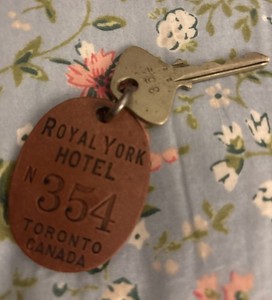 ROYAL YORK
HOTEL
N 354
TORONTO
CANADA